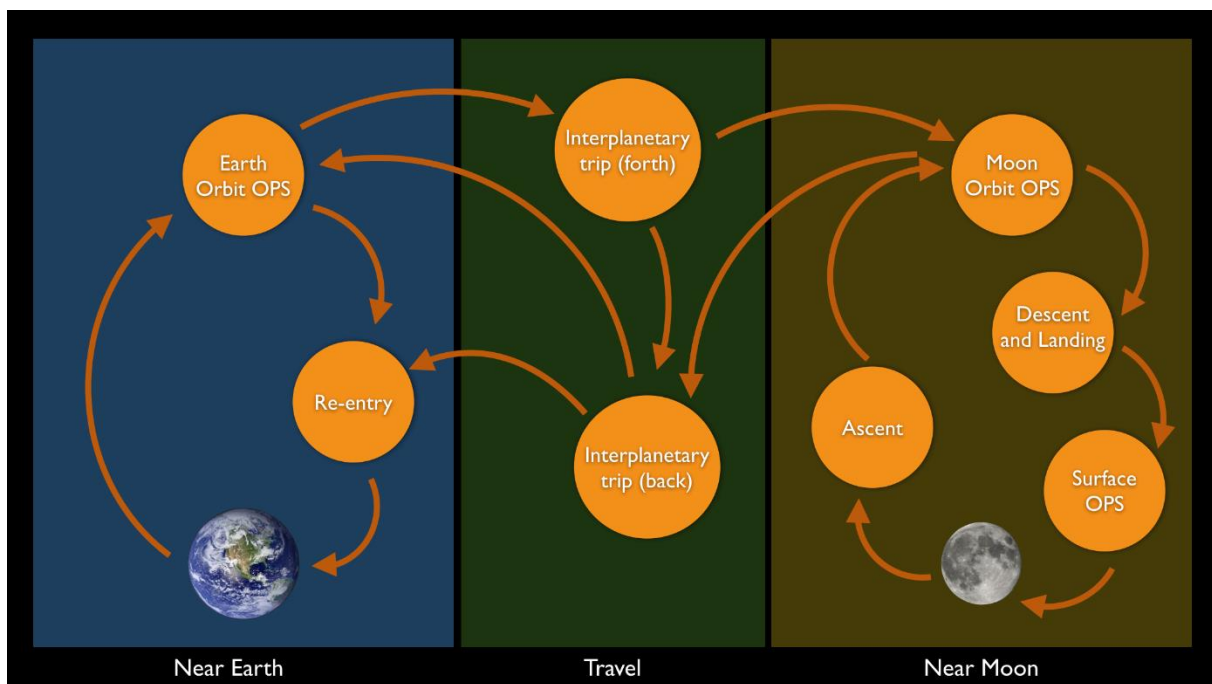 Earth
Orbit OPS
Re-entry
Near Earth
Interplanetary
trip (forth)
Interplanetary
trip (back)
Travel
Moon
Orbit OPS
Descent
and Landing
Ascent
Surface
OPS
Near Moon